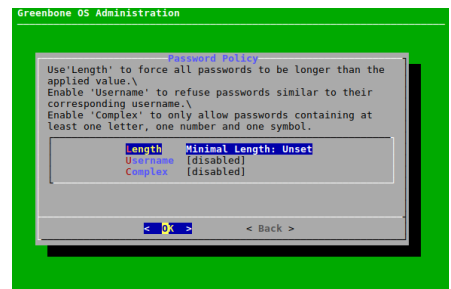 Greenbone OS Administration
Password Policy
Use'Length' to force all passwords to be longer than the
applied value.\
Enable 'Username' to refuse passwords similar to their
corresponding username.\
Enable 'Complex' to only allow passwords containing at
least one letter, one number and one symbol.
Length Minimal Length: Unset
Username [disabled]
Complex [disabled]
< OK > < Back >